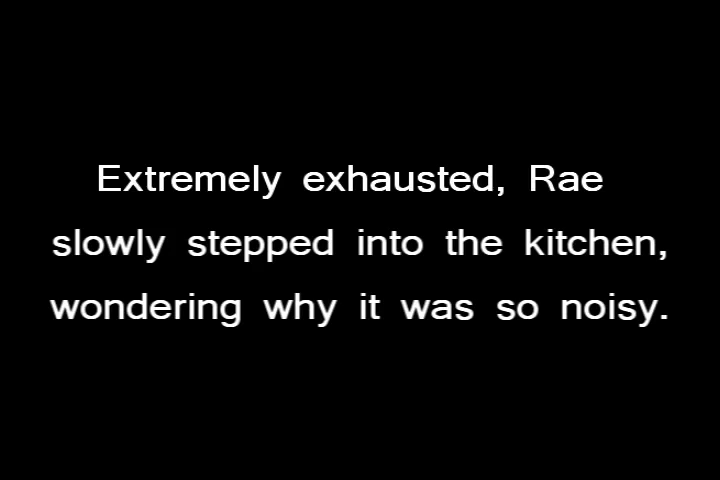 Extremely exhausted, Rae
slowly stepped into the kitchen,
wondering why it was so noisy.